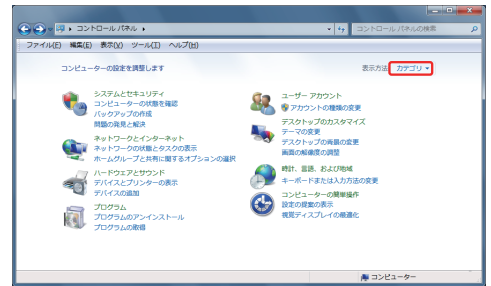 コントロール パネル
コントロール パネルの検索
ファイル(F) 編集(E) 表示(V) ツール(T) ヘルプ(H)
コンピューターの設定を調整します
表示方法: カテゴリ
システムとセキュリティ
コンピューターの状態を確認
バックアップの作成
問題の発見と解決
ネットワークとインターネット
ネットワークの状態とタスクの表示
ホームグループと共有に関するオプションの選択
ハードウェアとサウンド
デバイスとプリンターの表示
デバイスの追加
プログラム
プログラムのアンインストール
プログラムの取得
ユーザー アカウント
アカウントの種類の変更
デスクトップのカスタマイズ
テーマの変更
デスクトップの背景の変更
画面の解像度の調整
時計、言語、および地域
キーボードまたは入力方法の変更
コンピューターの簡単操作
設定の提案の表示
視覚ディスプレイの最適化
コンピューター